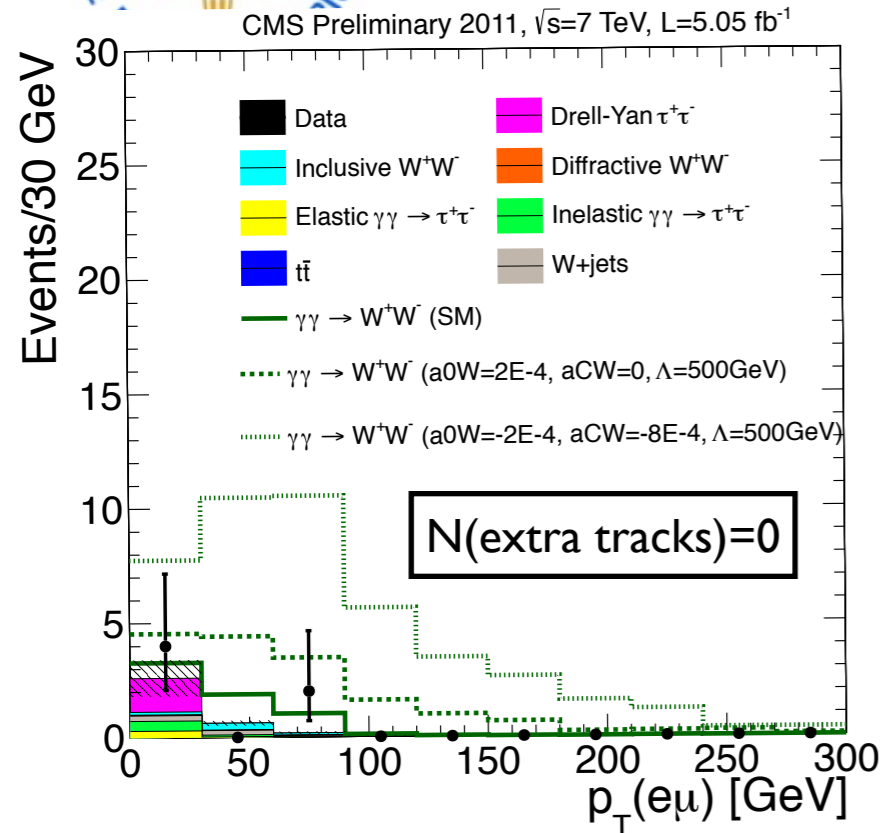 CMS Preliminary 2011, √s=7 TeV, L=5.05 fb⁻¹
Events/30 GeV
30
25
20
15
10
5
0
Data
Drell-Yan τ⁺τ⁻
Inclusive W⁺W⁻
Diffractive W⁺W⁻
Elastic γγ → τ⁺τ⁻
Inelastic γγ → τ⁺τ⁻
tt̄
W+jets
γγ → W⁺W⁻ (SM)
γγ → W⁺W⁻ (a0W=2E-4, aCW=0, Λ=500GeV)
γγ → W⁺W⁻ (a0W=-2E-4, aCW=-8E-4, Λ=500GeV)
N(extra tracks)=0
0 50 100 150 200 250 300
p_T(eμ) [GeV]